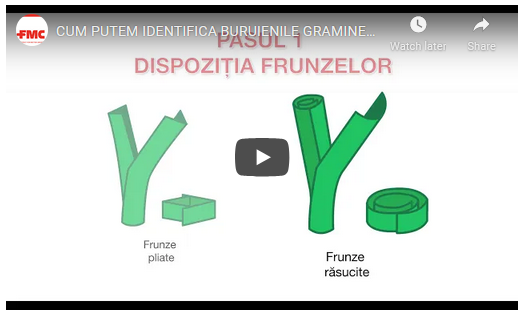 FMC
CUM PUTEM IDENTIFICA BURUIENILE GRAMINE...
Watch later
Share
PASUL 1
DISPOZIȚIA FRUNZELOR
Frunze
pliate
Frunze
răsucite